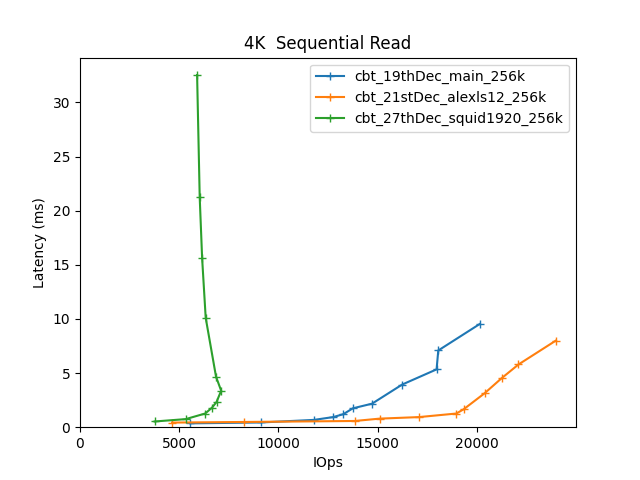 4K  Sequential Read
cbt_19thDec_main_256k
cbt_21stDec_alexls12_256k
cbt_27thDec_squid1920_256k
Latency (ms)
30
25
20
15
10
5
0
0 5000 10000 15000 20000
IOps